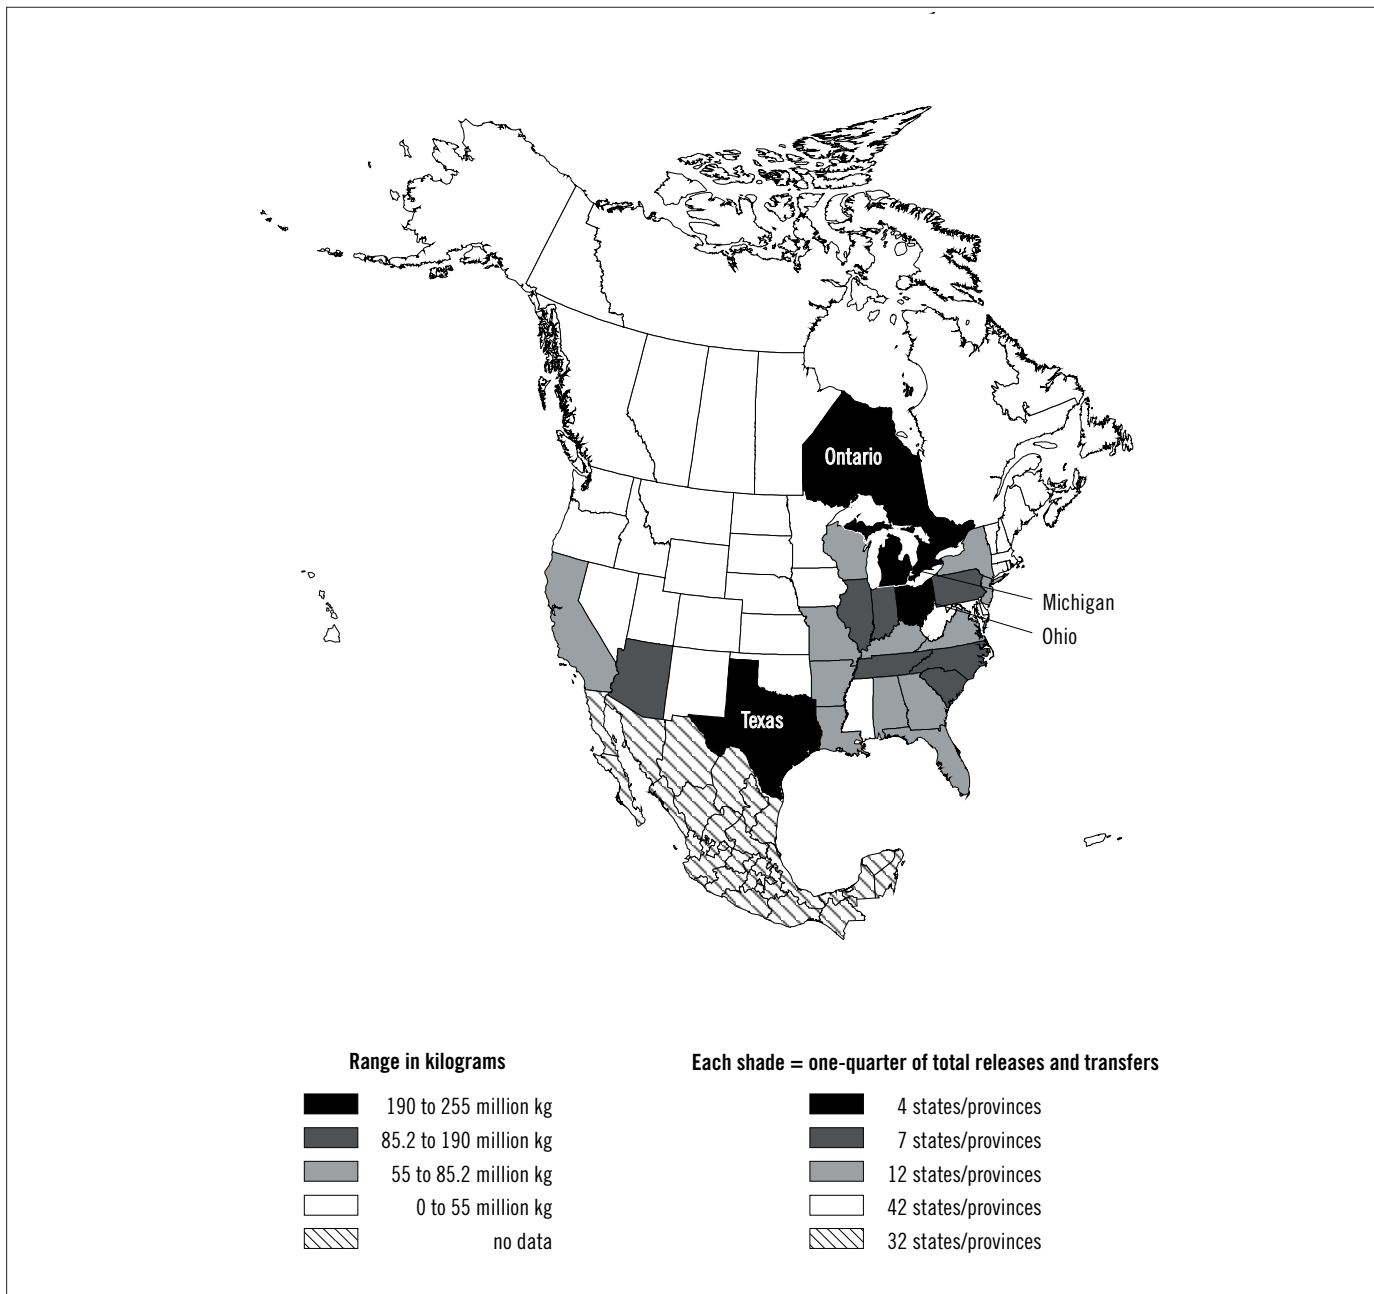 Ontario
Michigan
Ohio
Texas
Range in kilograms
190 to 255 million kg
85.2 to 190 million kg
55 to 85.2 million kg
0 to 55 million kg
no data
Each shade = one-quarter of total releases and transfers
4 states/provinces
7 states/provinces
12 states/provinces
42 states/provinces
32 states/provinces